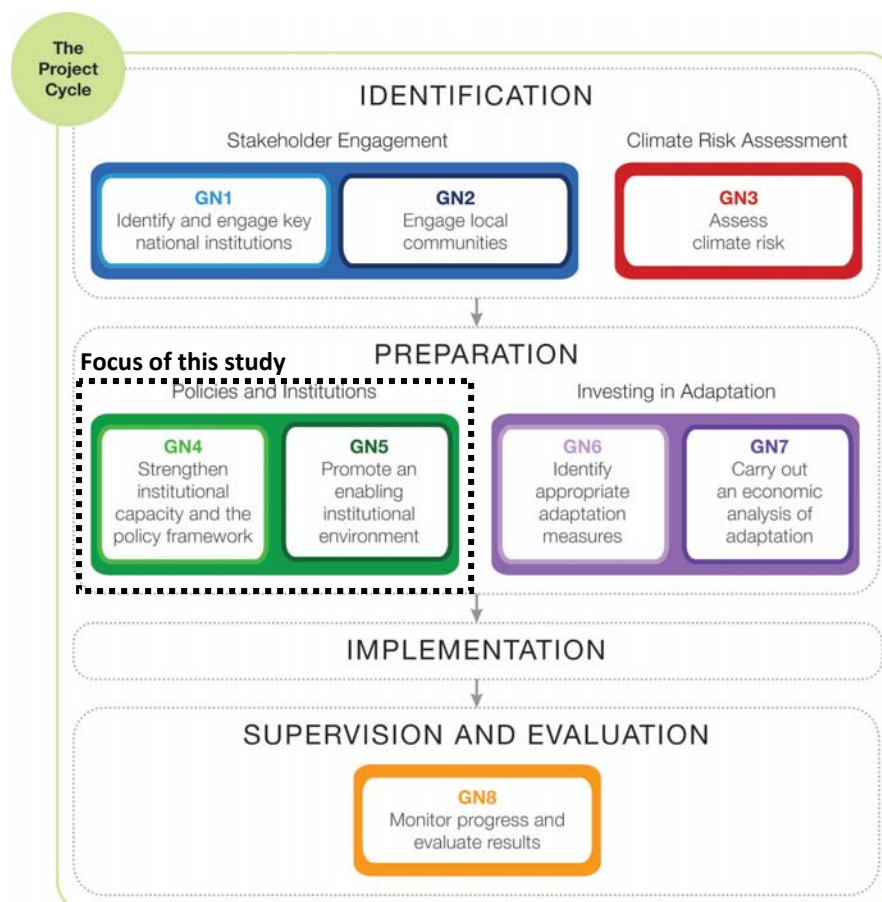 The
Project
Cycle
IDENTIFICATION
Stakeholder Engagement
Climate Risk Assessment
GN1
Identify and engage key
national institutions
GN2
Engage local
communities
GN3
Assess
climate risk
PREPARATION
Focus of this study
Policies and Institutions
Investing in Adaptation
GN4
Strengthen
institutional
capacity and the
policy framework
GN5
Promote an
enabling
institutional
environment
GN6
Identify
appropriate
adaptation
measures
GN7
Carry out
an economic
analysis of
adaptation
IMPLEMENTATION
SUPERVISION AND EVALUATION
GN8
Monitor progress and
evaluate results